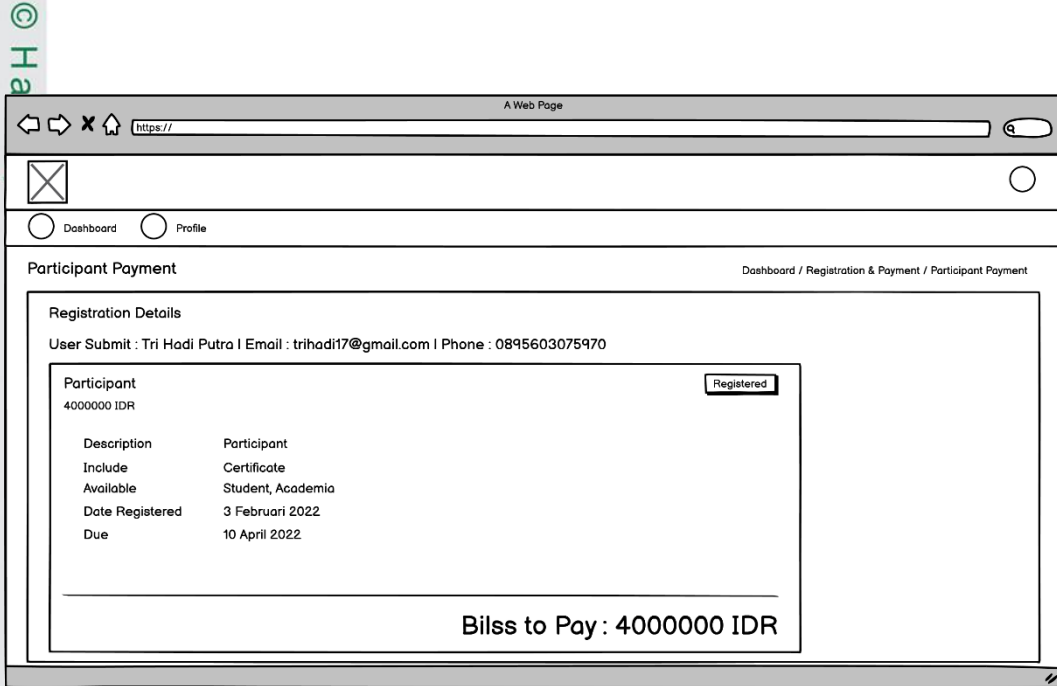 © Ha
A Web Page
https://
Dashboard Profile
Participant Payment
Dashboard / Registration & Payment / Participant Payment
Registration Details
User Submit : Tri Hadi Putra I Email : trihadi17@gmail.com I Phone : 0895603075970
Participant
Registered
4000000 IDR
Description Participant
Include Certificate
Available Student, Academia
Date Registered 3 Februari 2022
Due 10 April 2022
Bilss to Pay : 4000000 IDR